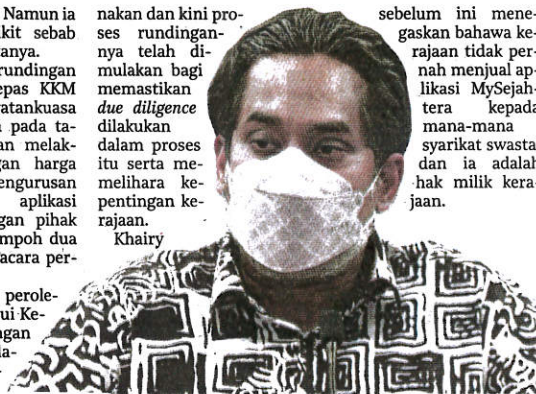 Namun ia
kit sebab
anya.
rundingan
epas KKM
atankuasa
pada ta-
an melak-
gan harga
engurusan
aplikasi
gan pihak
mpoh dua
acara per-
perole-
ui Ke-
ngan
la-
nakan dan kini pro-
ses rundingan-
nya telah di-
mulakan bagi
memastikan
due diligence
dilakukan
dalam proses
itu serta me-
melihara ke-
pentingan ke-
rajaan.
Khairy
sebelum ini mene-
gaskan bahawa ke-
rajaan tidak per-
nah menjual ap-
likasi MySejah-
tera kepada
mana-mana
syarikat swasta
dan ia adalah
hak milik kera-
jaan.